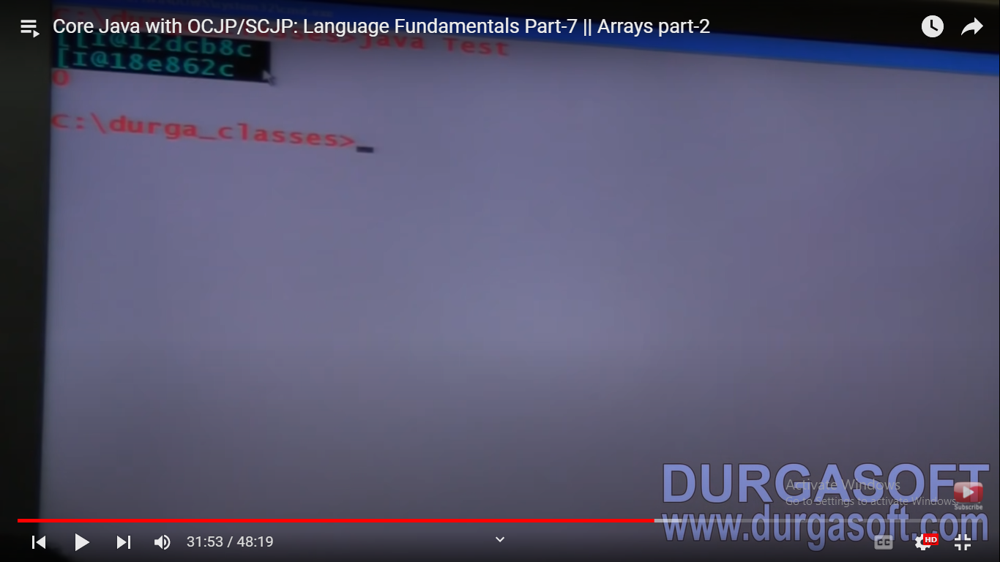 Core Java with OCJP/SCJP: Language Fundamentals Part-7 || Arrays part-2
java Test
[[I@12dcb8c
[I@18e862c
0
c:\durga_classes>
DURGASOFT
www.durgasoft.com
Activate Windows
Go to Settings to activate Windows.
Subscribe
31:53 / 48:19
CC
HD